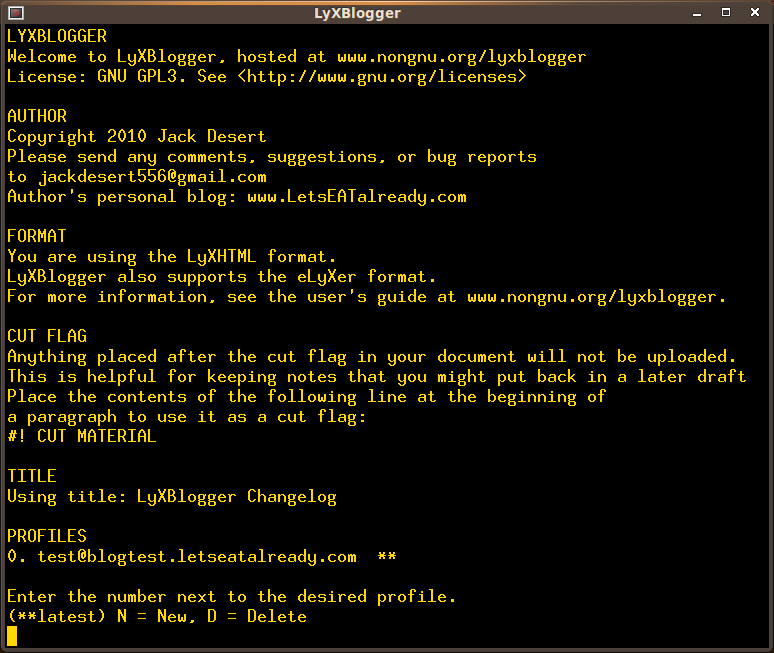 LyXBlogger
LYXBLOGGER
Welcome to LyXBlogger, hosted at www.nongnu.org/lyxblogger
License: GNU GPL3. See <http://www.gnu.org/licenses>
AUTHOR
Copyright 2010 Jack Desert
Please send any comments, suggestions, or bug reports
to jackdesert556@gmail.com
Author's personal blog: www.LetsEATalready.com
FORMAT
You are using the LyXHTML format.
LyXBlogger also supports the eLyXer format.
For more information, see the user's guide at www.nongnu.org/lyxblogger.
CUT FLAG
Anything placed after the cut flag in your document will not be uploaded.
This is helpful for keeping notes that you might put back in a later draft
Place the contents of the following line at the beginning of
a paragraph to use it as a cut flag:
#! CUT MATERIAL
TITLE
Using title: LyXBlogger Changelog
PROFILES
0. test@blogtest.letseatalready.com  **
Enter the number next to the desired profile.
(**latest) N = New, D = Delete